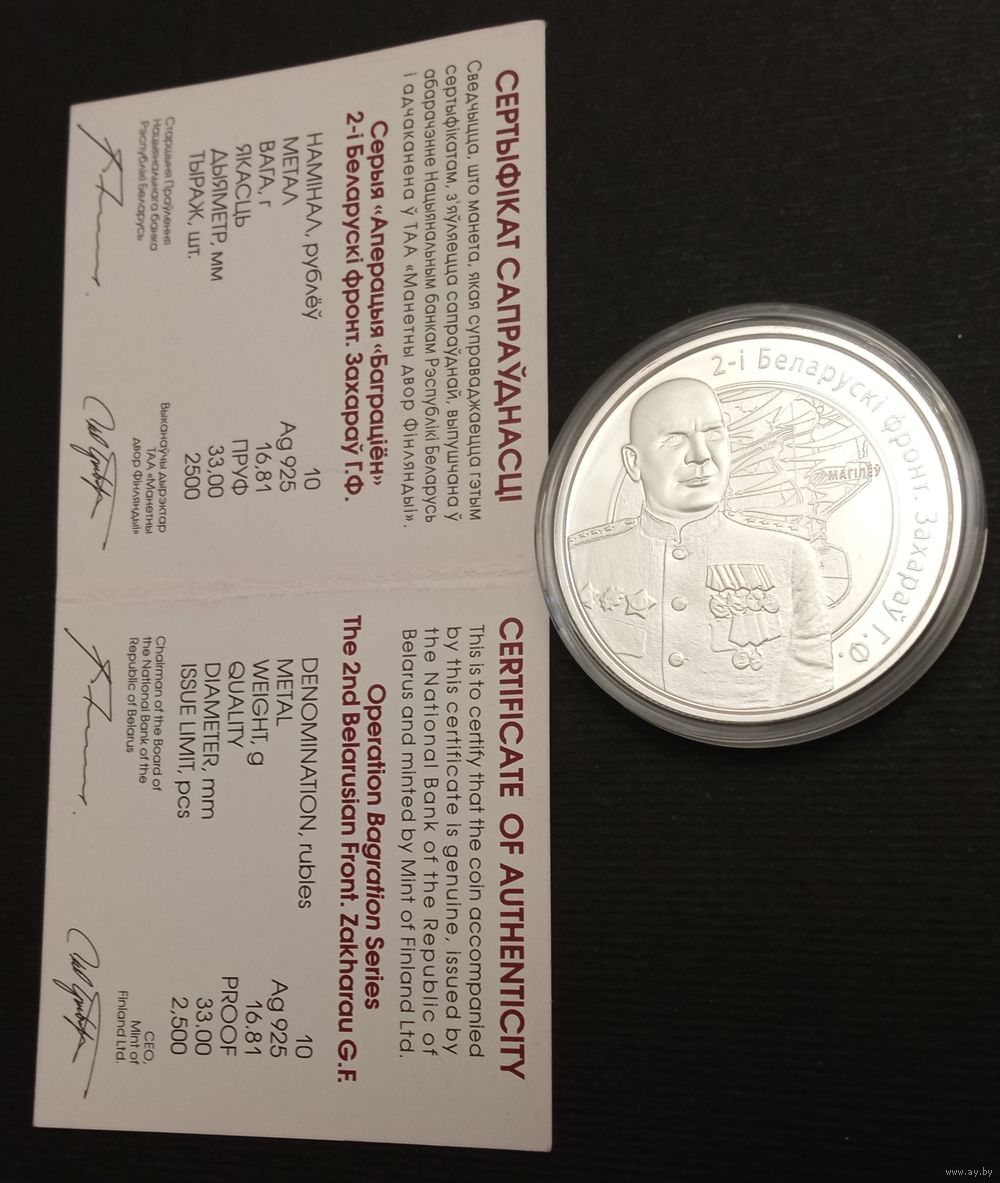 СЕРТЫФІКАТ САПРАЎДНАСЦІ
Сведчыцца, што манета, якая суправаджаецца гэтым
сертыфікатам, з'яўляецца сапраўднай, выпушчана ў
абарачэнне Нацыянальным банкам Рэспублікі Беларусь
і адчаканена ў ТАА «Манетны двор Фінляндыі».
Серыя «Аперацыя «Баграціён»
2-і Беларускі фронт. Захараў Г.Ф.
НАМІНАЛ, рублёў 10
МЕТАЛ Ag 925
ВАГА, г 16,81
ЯКАСЦЬ ПРУФ
ДЫЯМЕТР, мм 33,00
ТЫРАЖ, шт. 2500
Старшыня Праўлення
Нацыянальнага банка
Рэспублікі Беларусь
Выканаўчы дырэктар
ТАА «Манетны
двор Фінляндыі»
CERTIFICATE OF AUTHENTICITY
This is to certify that the coin accompanied
by this certificate is genuine, issued by
the National Bank of the Republic of
Belarus and minted by Mint of Finland Ltd.
Operation Bagration Series
The 2nd Belarusian Front. Zakharau G.F.
DENOMINATION, rubles 10
METAL Ag 925
WEIGHT, g 16.81
QUALITY PROOF
DIAMETER, mm 33.00
ISSUE LIMIT, pcs 2,500
Chairman of the Board of
the National Bank of the
Republic of Belarus
CEO,
Mint of
Finland Ltd.
2-і Беларускі фронт. Захараў Г.Ф.
МАГІЛЁЎ
www.ay.by